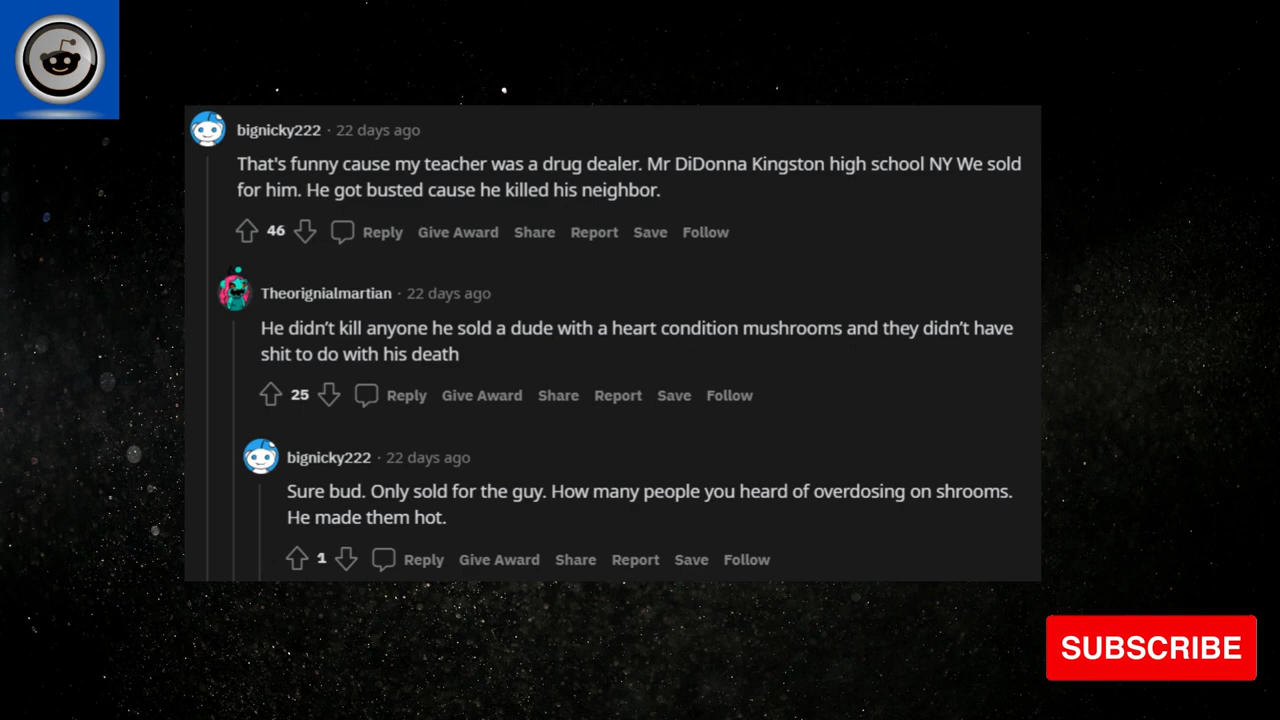 bignicky222 · 22 days ago
That's funny cause my teacher was a drug dealer. Mr DiDonna Kingston high school NY We sold
for him. He got busted cause he killed his neighbor.
46 Reply Give Award Share Report Save Follow
Theorignialmartian · 22 days ago
He didn’t kill anyone he sold a dude with a heart condition mushrooms and they didn’t have
shit to do with his death
25 Reply Give Award Share Report Save Follow
bignicky222 · 22 days ago
Sure bud. Only sold for the guy. How many people you heard of overdosing on shrooms.
He made them hot.
1 Reply Give Award Share Report Save Follow
SUBSCRIBE